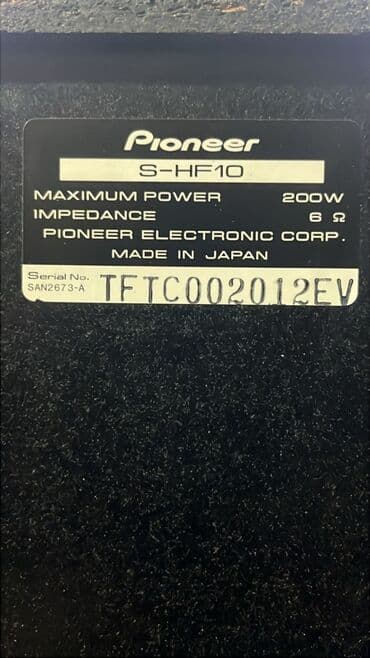 Pioneer
S-HF10
MAXIMUM POWER 200W
IMPEDANCE 6 Ω
PIONEER ELECTRONIC CORP.
MADE IN JAPAN
Serial No. TFTC002012EV
SAN2673-A